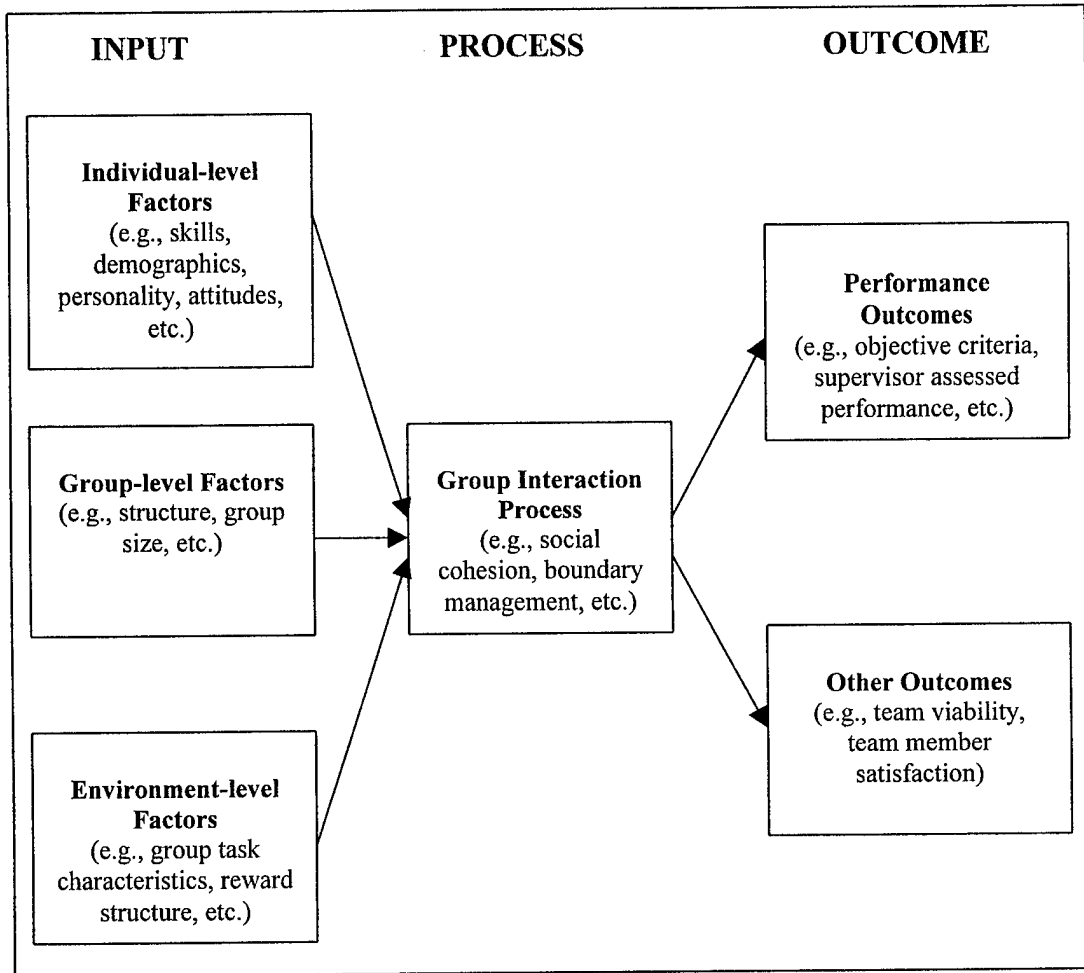 INPUT
PROCESS
OUTCOME
Individual-level
Factors
(e.g., skills,
demographics,
personality, attitudes,
etc.)
Group-level Factors
(e.g., structure, group
size, etc.)
Environment-level
Factors
(e.g., group task
characteristics, reward
structure, etc.)
Group Interaction
Process
(e.g., social
cohesion, boundary
management, etc.)
Performance
Outcomes
(e.g., objective criteria,
supervisor assessed
performance, etc.)
Other Outcomes
(e.g., team viability,
team member
satisfaction)